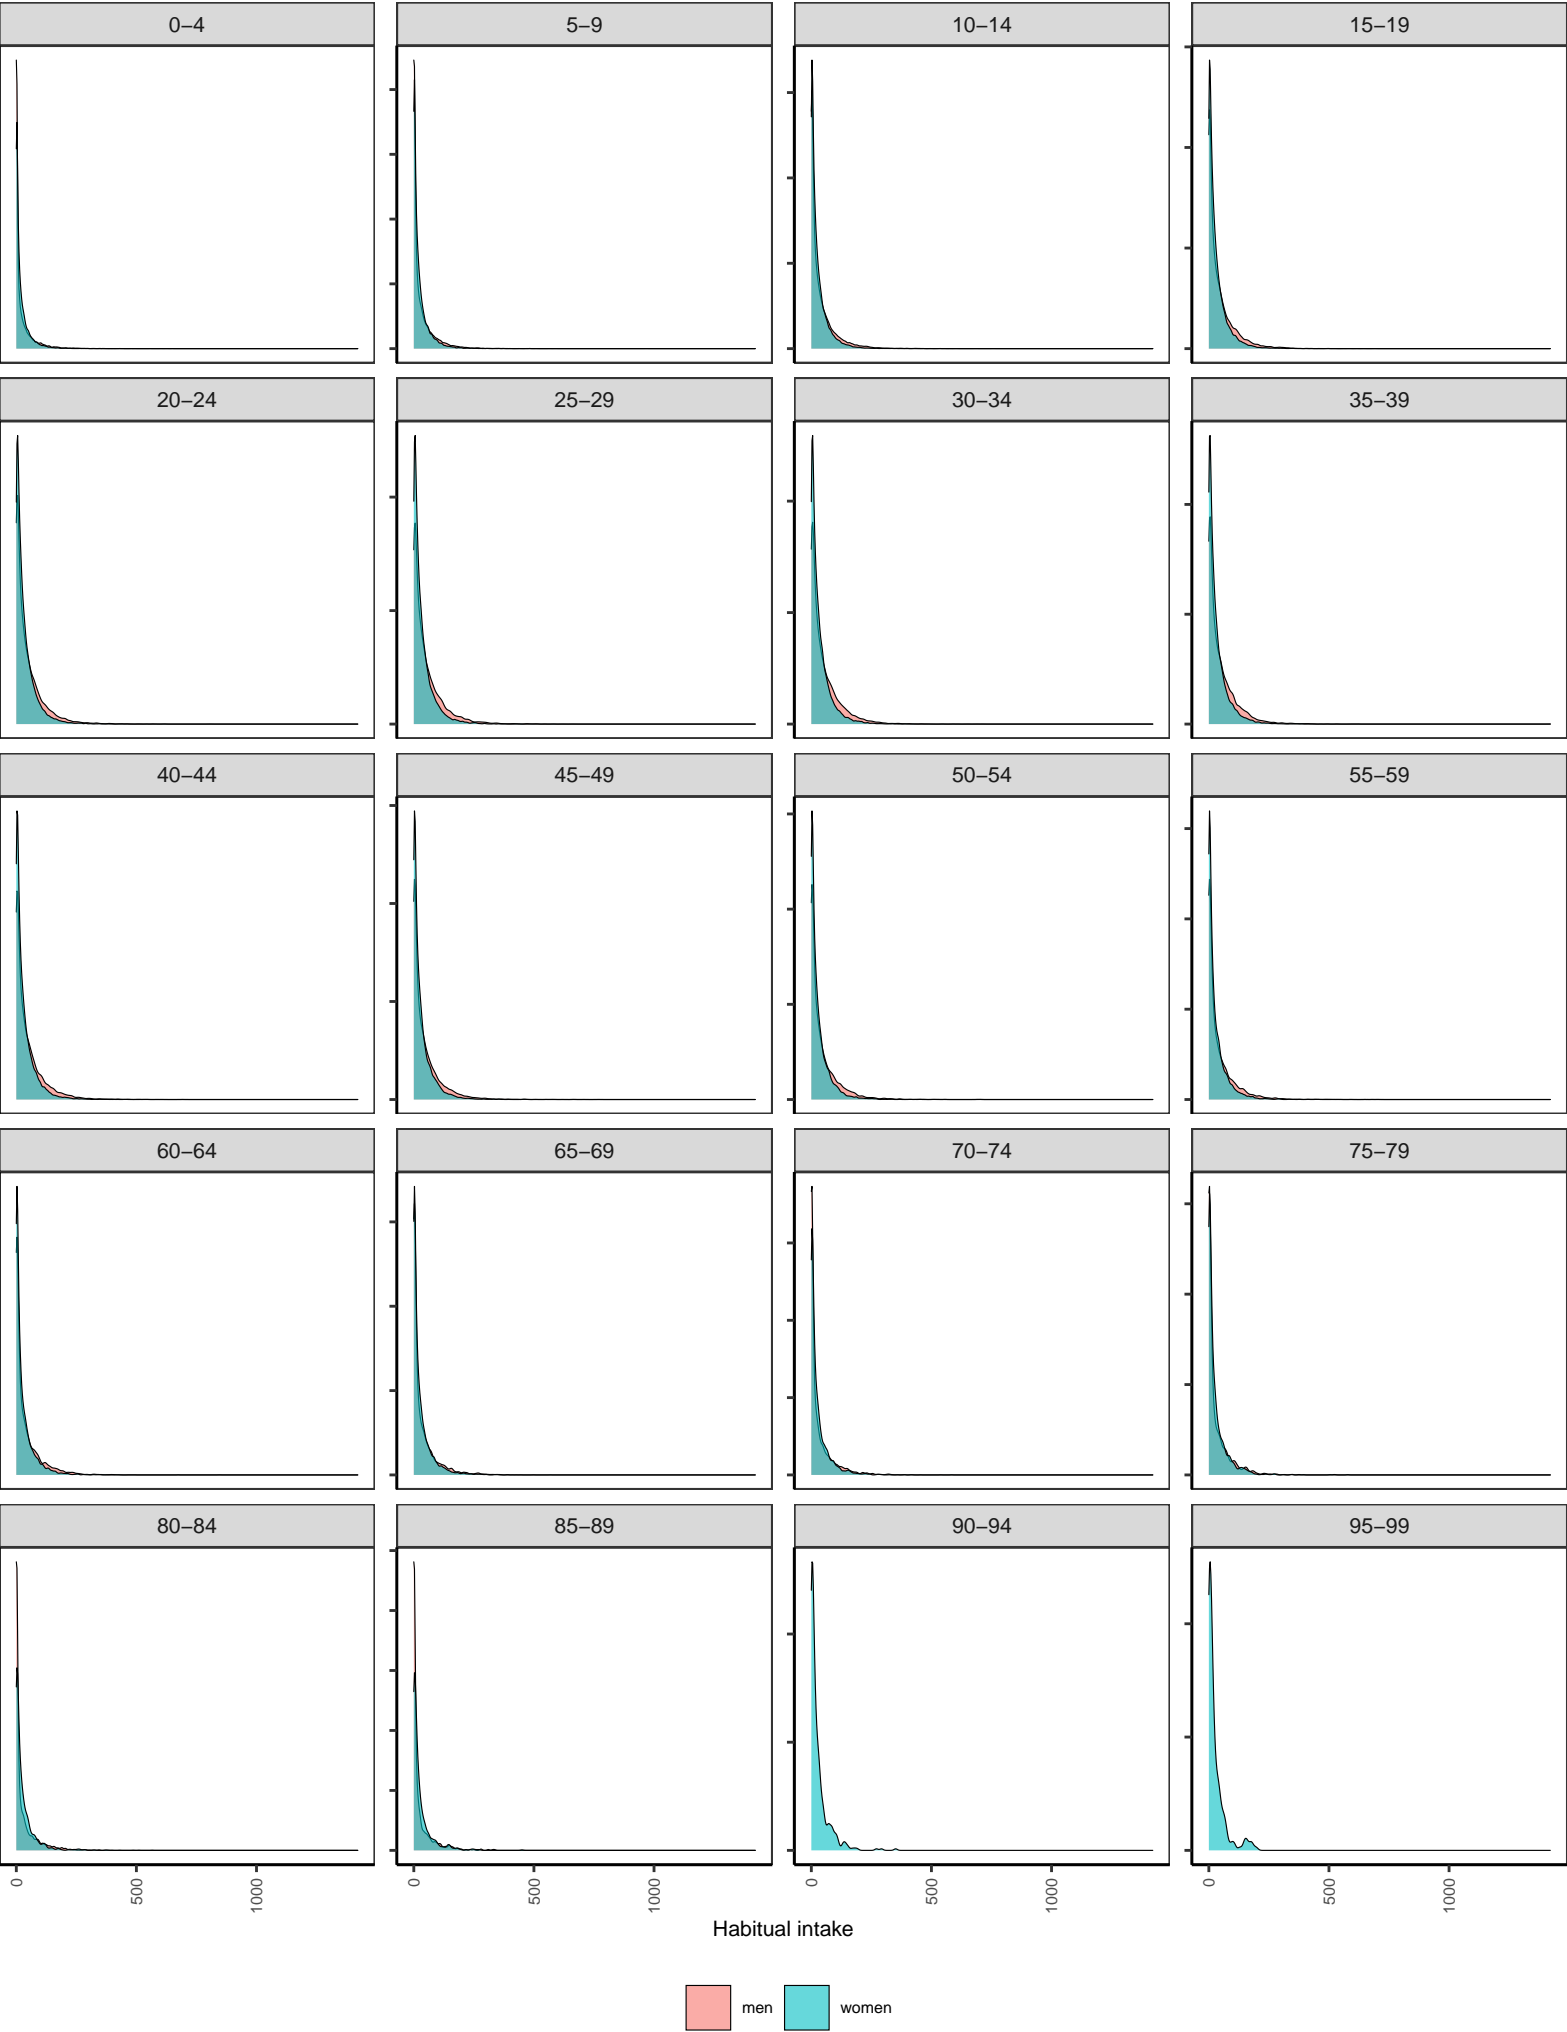 0–4 5–9 10–14 15–19
20–24 25–29 30–34 35–39
40–44 45–49 50–54 55–59
60–64 65–69 70–74 75–79
80–84 85–89 90–94 95–99
0 500 1000 0 500 1000 0 500 1000 0 500 1000
Habitual intake
men women